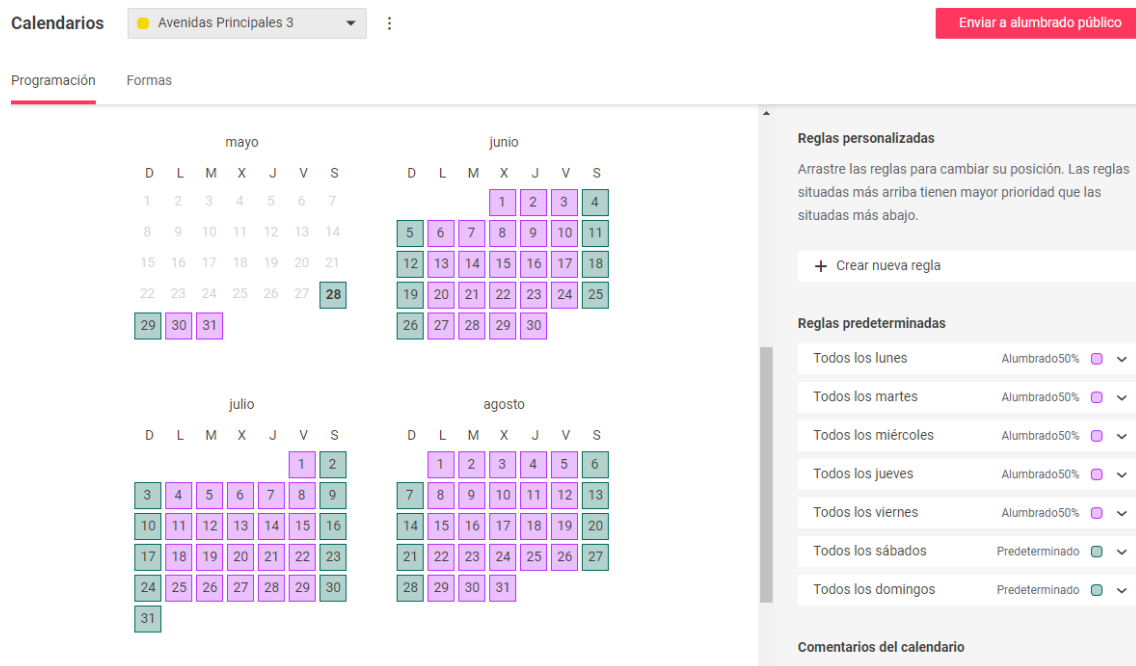 Calendarios
Avenidas Principales 3
Enviar a alumbrado público
Programación
Formas
mayo
D L M X J V S
1 2 3 4 5 6 7
8 9 10 11 12 13 14
15 16 17 18 19 20 21
22 23 24 25 26 27 28
29 30 31
junio
D L M X J V S
1 2 3 4
5 6 7 8 9 10 11
12 13 14 15 16 17 18
19 20 21 22 23 24 25
26 27 28 29 30
julio
D L M X J V S
1 2
3 4 5 6 7 8 9
10 11 12 13 14 15 16
17 18 19 20 21 22 23
24 25 26 27 28 29 30
31
agosto
D L M X J V S
1 2 3 4 5 6
7 8 9 10 11 12 13
14 15 16 17 18 19 20
21 22 23 24 25 26 27
28 29 30 31
Reglas personalizadas
Arrastre las reglas para cambiar su posición. Las reglas
situadas más arriba tienen mayor prioridad que las
situadas más abajo.
+ Crear nueva regla
Reglas predeterminadas
Todos los lunes Alumbrado50%
Todos los martes Alumbrado50%
Todos los miércoles Alumbrado50%
Todos los jueves Alumbrado50%
Todos los viernes Alumbrado50%
Todos los sábados Predeterminado
Todos los domingos Predeterminado
Comentarios del calendario